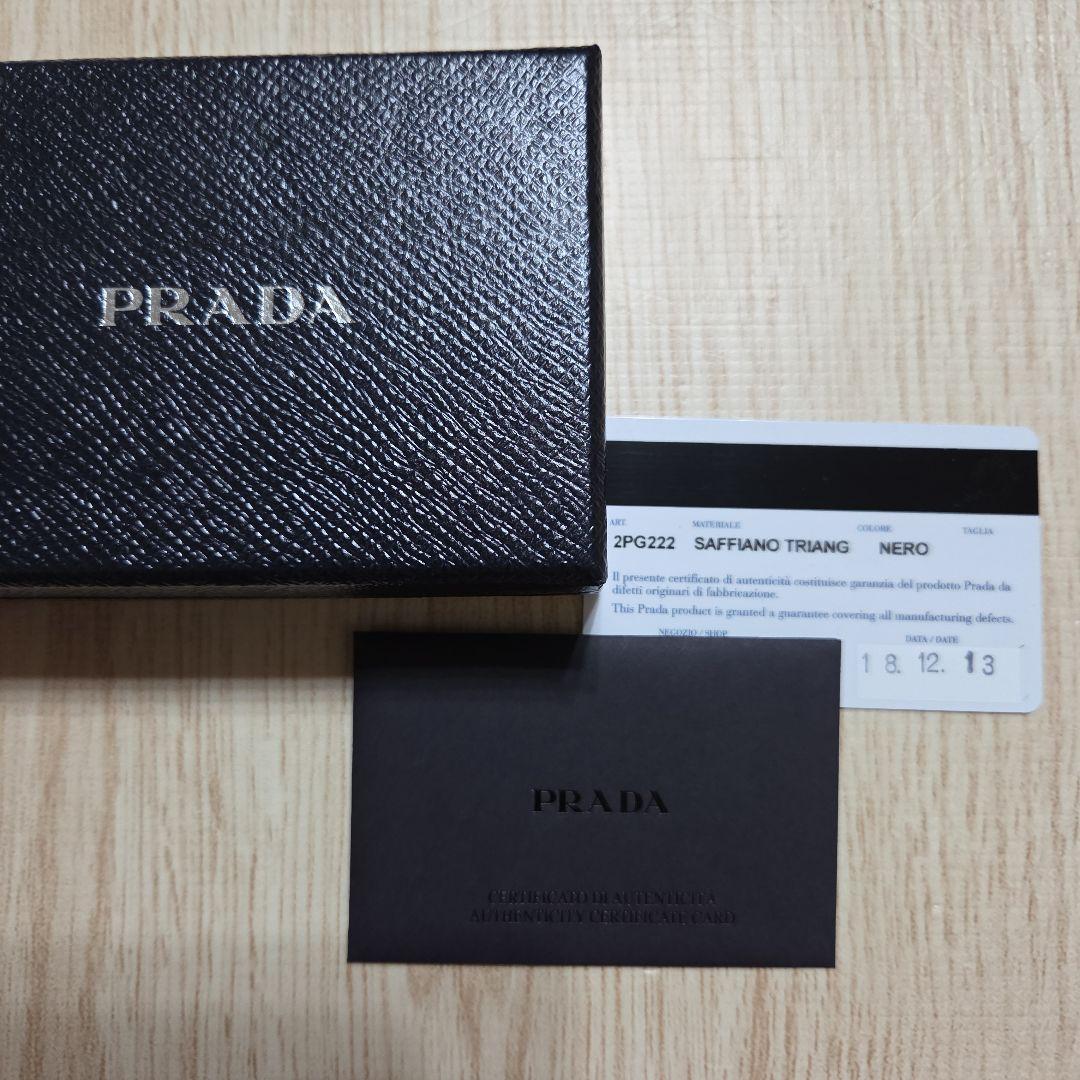 PRADA
ART. MATERIALE COLORE TAGLIA
2PG222 SAFFIANO TRIANG NERO
Il presente certificato di autenticità costituisce garanzia del prodotto Prada da
difetti originari di fabbricazione.
This Prada product is granted a guarantee covering all manufacturing defects.
NEGOZIO / SHOP DATA / DATE
18. 12. 13
PRADA
CERTIFICATO DI AUTENTICITÀ
AUTHENTICITY CERTIFICATE CARD